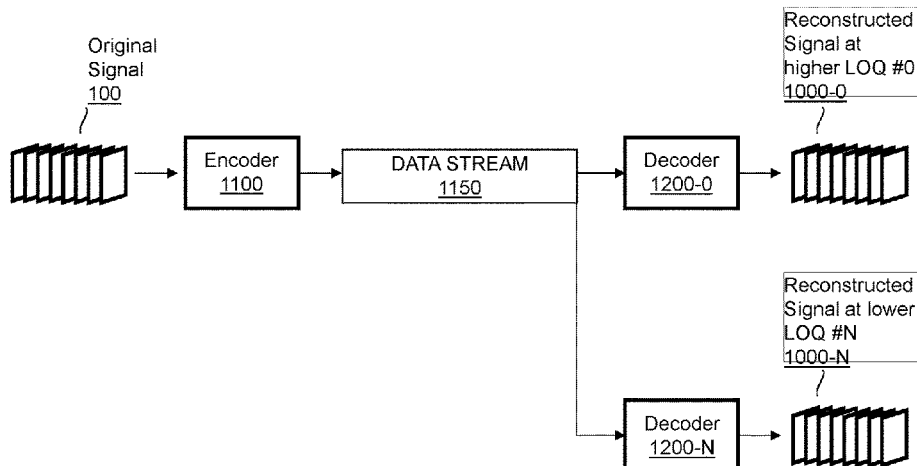 Original
Signal
100
Encoder
1100
DATA STREAM
1150
Decoder
1200-0
Reconstructed
Signal at
higher LOQ #0
1000-0
Reconstructed
Signal at lower
LOQ #N
1000-N
Decoder
1200-N